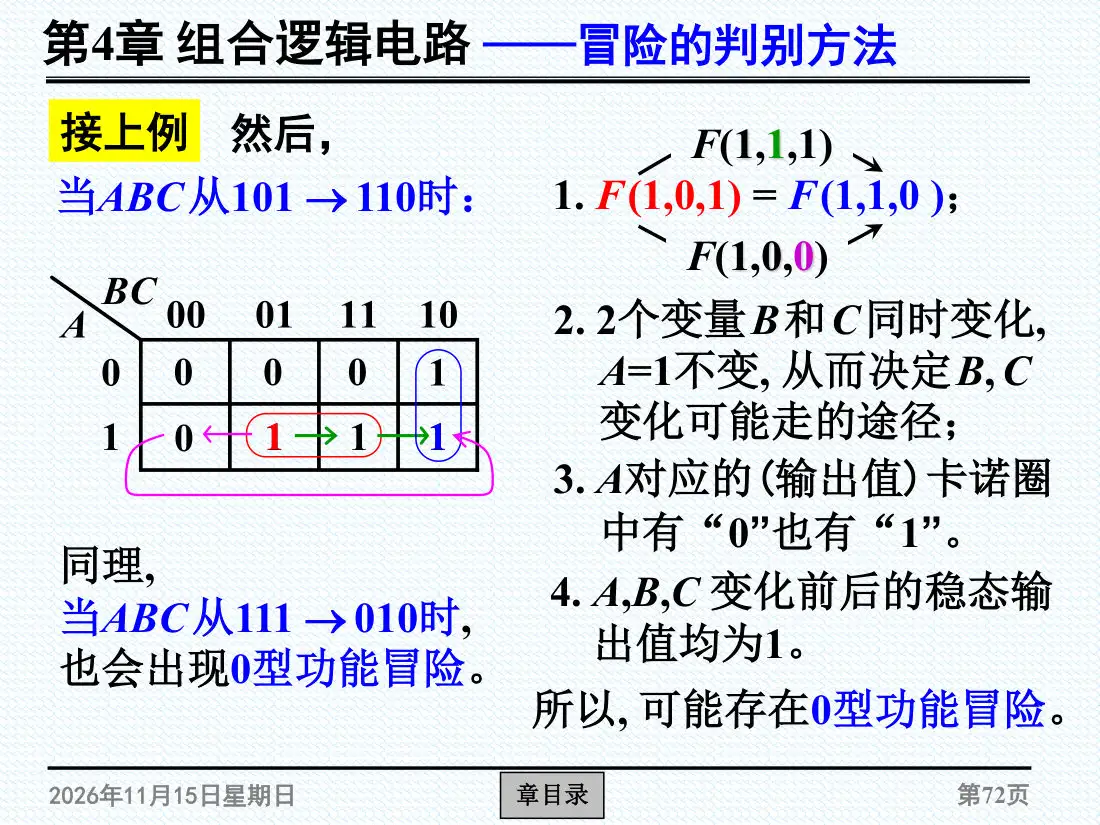 第4章 组合逻辑电路 ——冒险的判别方法
接上例 然后，
当ABC从101 → 110时：
BC
A
00 01 11 10
0 0 0 0 1
1 0 1 1 1
同理,
当ABC从111 → 010时,
也会出现0型功能冒险。
F(1,1,1)
1. F(1,0,1) = F(1,1,0 )；
F(1,0,0)
2. 2个变量B和C同时变化,
A=1不变, 从而决定B, C
变化可能走的途径；
3. A对应的(输出值)卡诺圈
中有“0”也有“1”。
4. A,B,C 变化前后的稳态输
出值均为1。
所以, 可能存在0型功能冒险。
2026年11月15日星期日
章目录
第72页